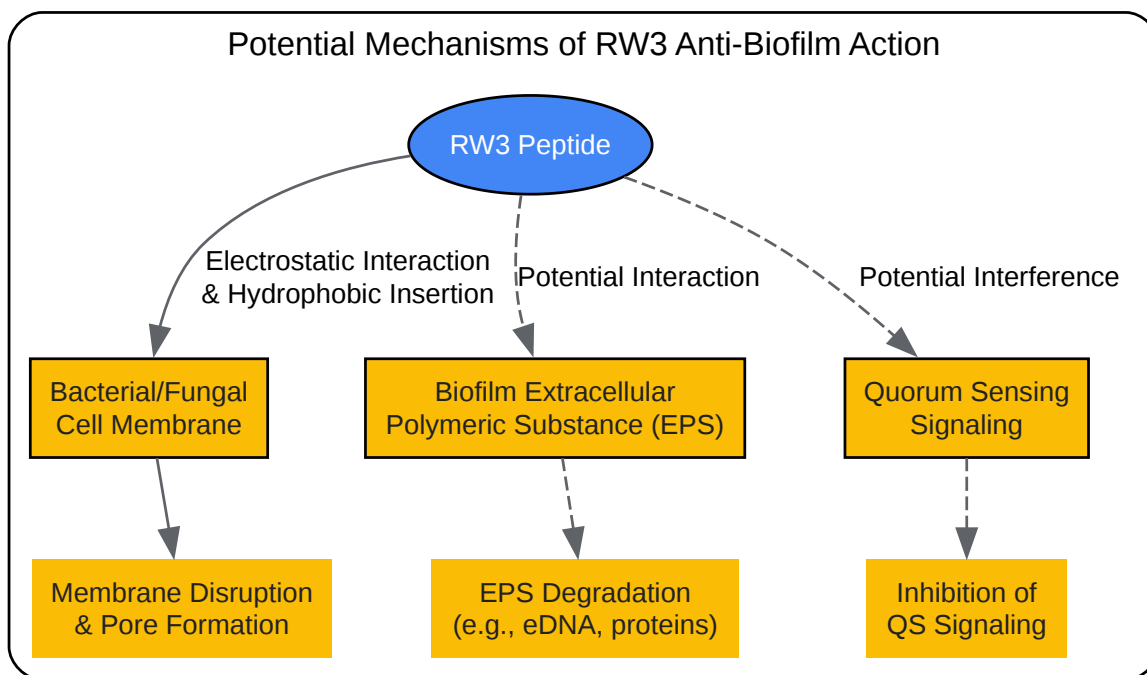 Potential Mechanisms of RW3 Anti-Biofilm Action
RW3 Peptide
Electrostatic Interaction
& Hydrophobic Insertion
Potential Interaction
Potential Interference
Bacterial/Fungal
Cell Membrane
Biofilm Extracellular
Polymeric Substance (EPS)
Quorum Sensing
Signaling
Membrane Disruption
& Pore Formation
EPS Degradation
(e.g., eDNA, proteins)
Inhibition of
QS Signaling